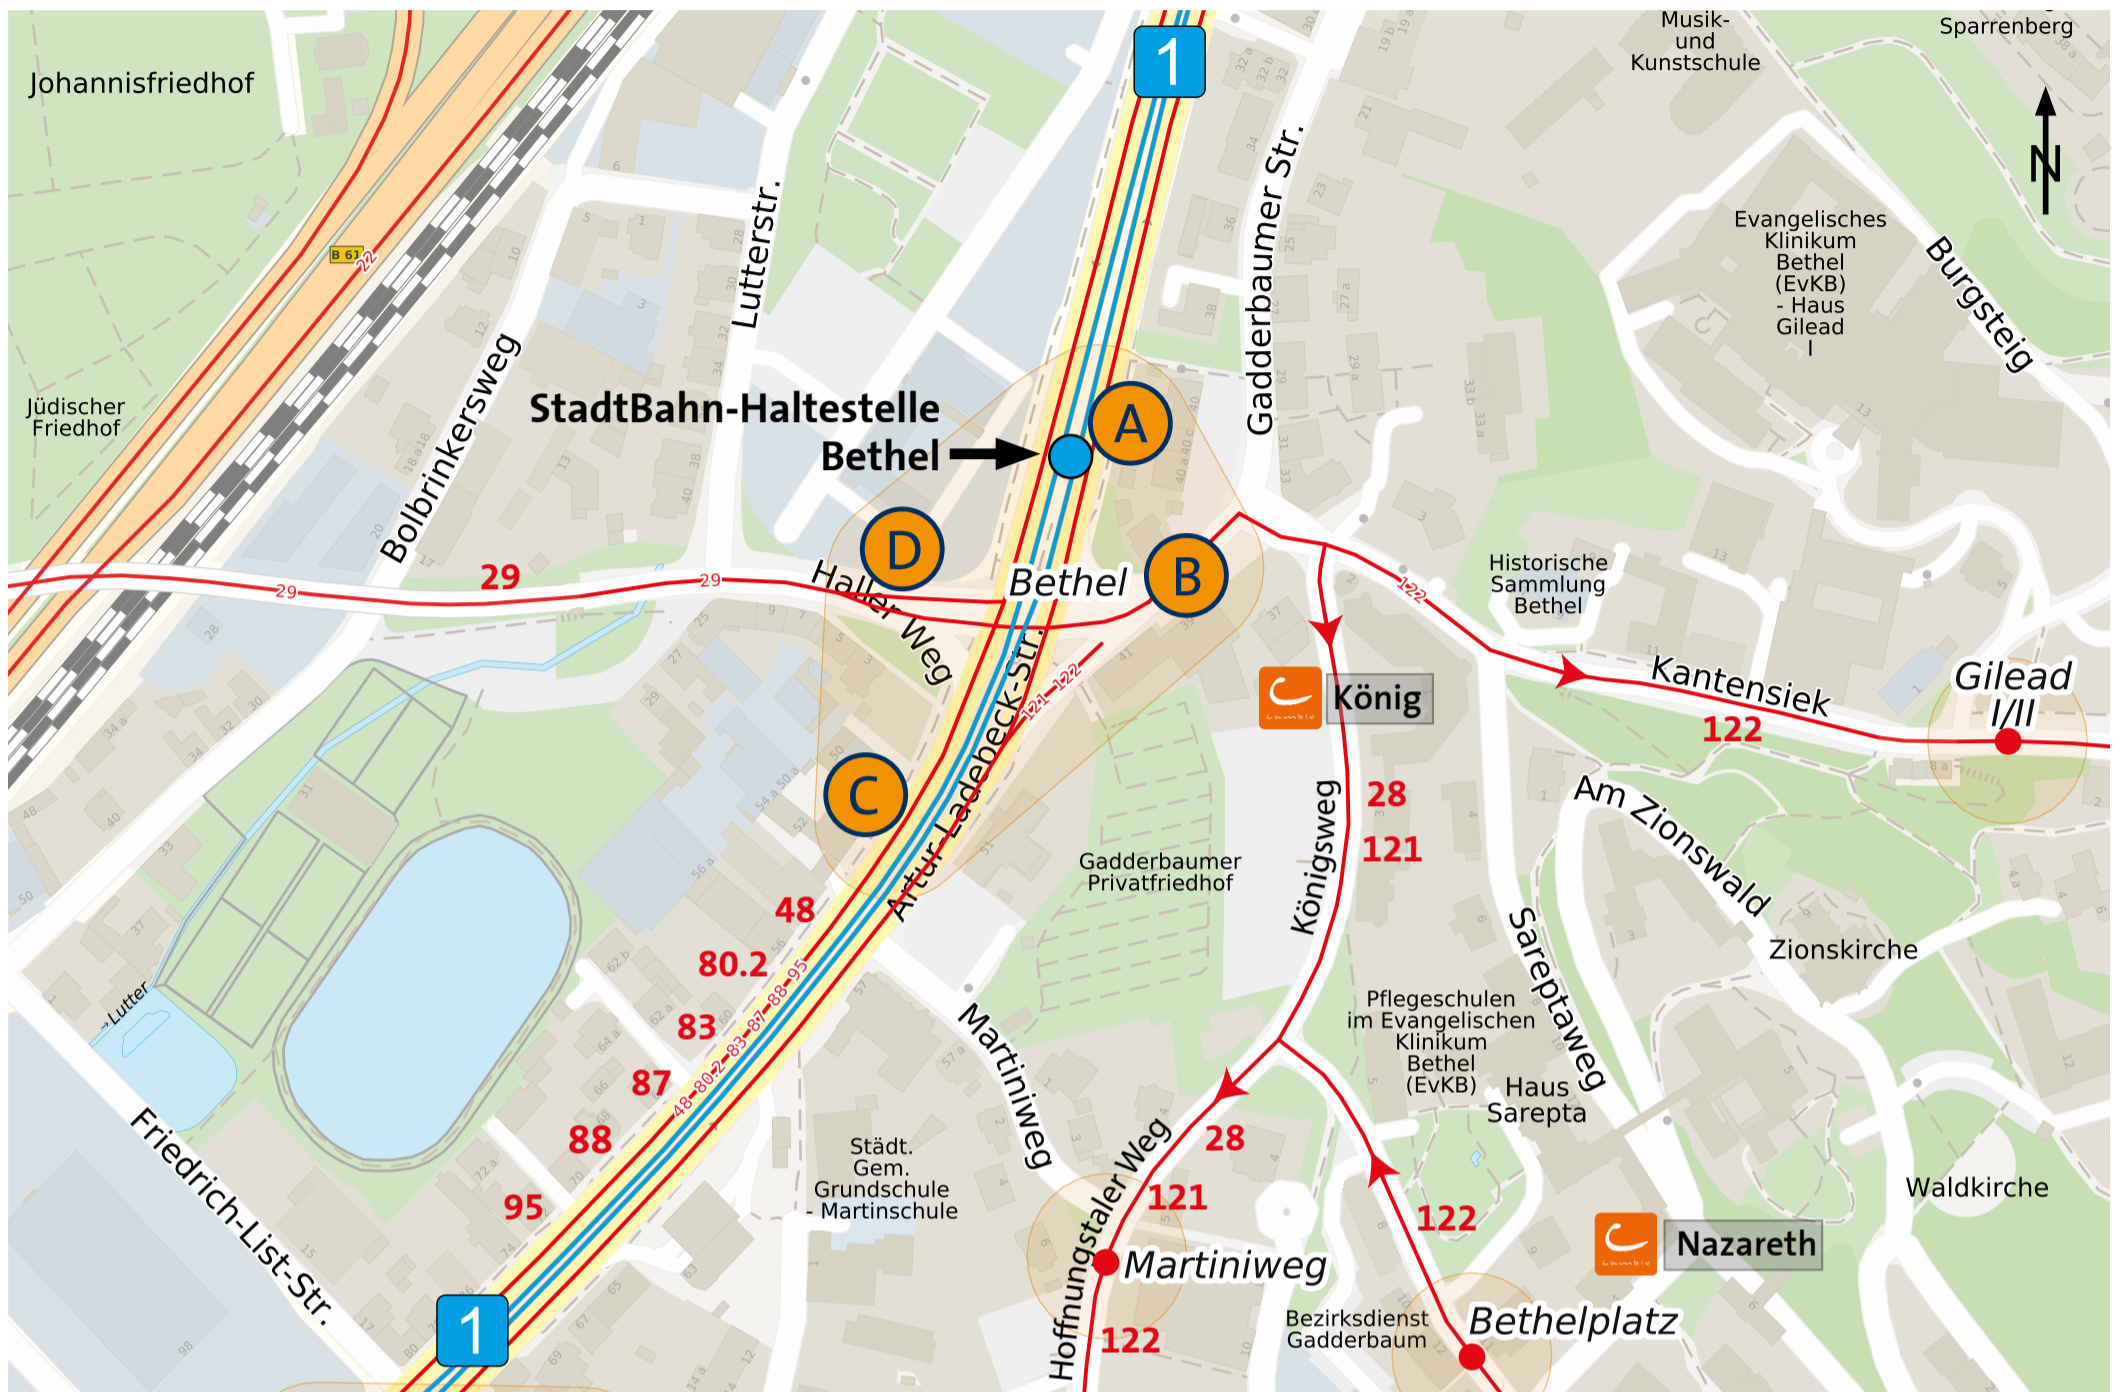 Johannisfriedhof
Jüdischer
Friedhof
B 61
22
Bolbrinkersweg
Lutterstr.
1
Gadderbaumer Str.
Musik-
und
Kunstschule
Sparrenberg
N
Evangelisches
Klinikum
Bethel
(EvKB)
- Haus
Gilead
I
Burgsteig
StadtBahn-Haltestelle
Bethel
A
D
B
C
29
29
29
Haller Weg
Bethel
Artur-Ladebeck-Str.
121-122
122
Historische
Sammlung
Bethel
Kantensiek
122
Gilead
I/II
König
28
121
Königsweg
Am Zionswald
Zionskirche
Sareptaweg
Gadderbaumer
Privatfriedhof
48
80.2
83
87
88
95
48-80.2-83-87-88-95
Lutter
Friedrich-List-Str.
1
Martiniweg
Pflegeschulen
im Evangelischen
Klinikum
Bethel
(EvKB)
Haus
Sarepta
Städt.
Gem.
Grundschule
- Martinschule
Hoffnungstaler Weg
28
121
122
Martiniweg
122
Nazareth
Waldkirche
Bezirksdienst
Gadderbaum
Bethelplatz